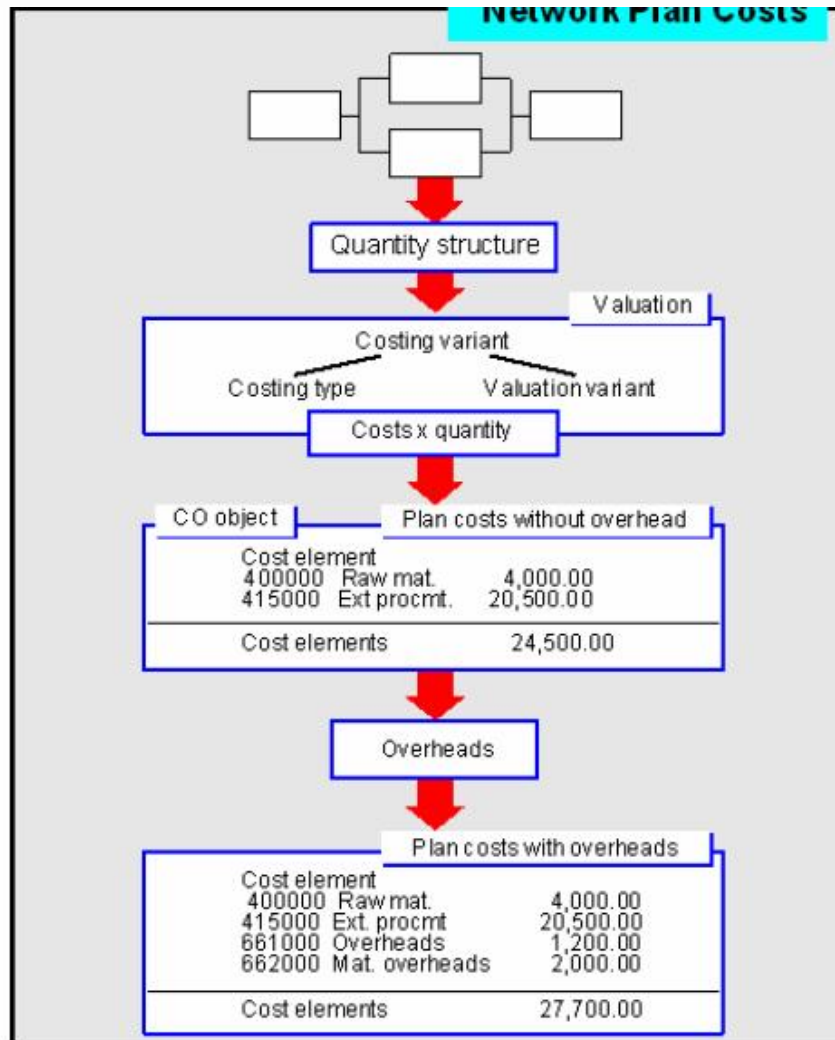 Network Plan Costs
Quantity structure
Valuation
Costing variant
Costing type Valuation variant
Costs x quantity
CO object Plan costs without overhead
Cost element
400000 Raw mat. 4,000.00
415000 Ext procmt. 20,500.00
Cost elements 24,500.00
Overheads
Plan costs with overheads
Cost element
400000 Raw mat. 4,000.00
415000 Ext. procmt 20,500.00
661000 Overheads 1,200.00
662000 Mat. overheads 2,000.00
Cost elements 27,700.00